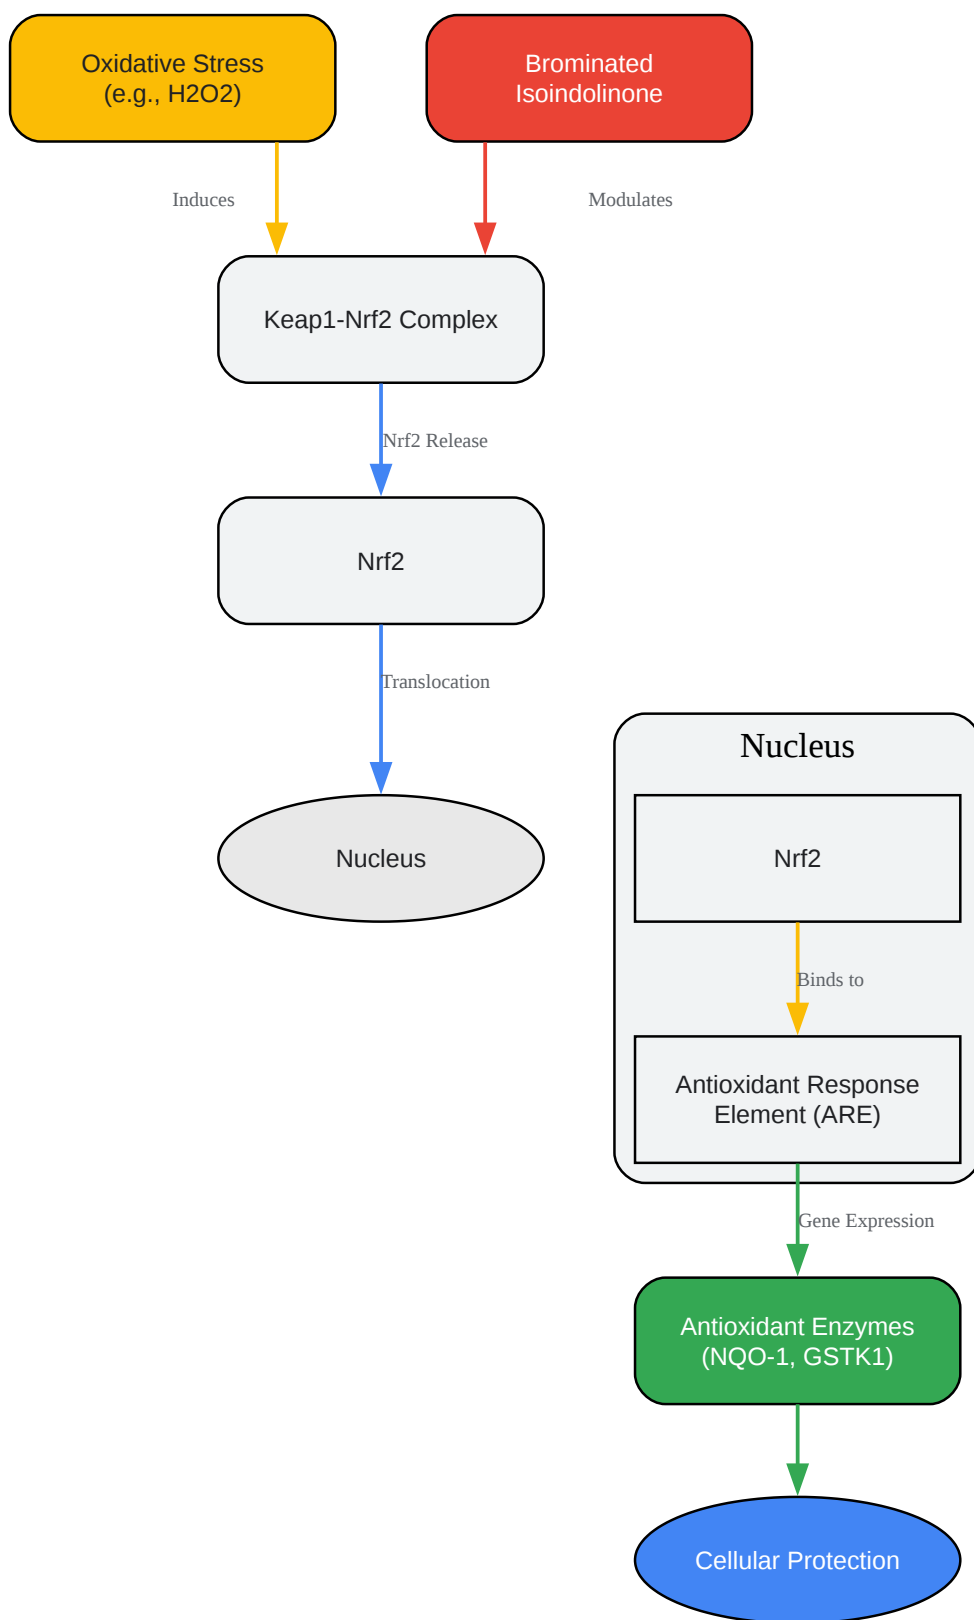 Oxidative Stress
(e.g., H2O2)
Brominated
Isoindolinone
Induces
Modulates
Keap1-Nrf2 Complex
Nrf2 Release
Nrf2
Translocation
Nucleus
Nucleus
Nrf2
Binds to
Antioxidant Response
Element (ARE)
Gene Expression
Antioxidant Enzymes
(NQO-1, GSTK1)
Cellular Protection